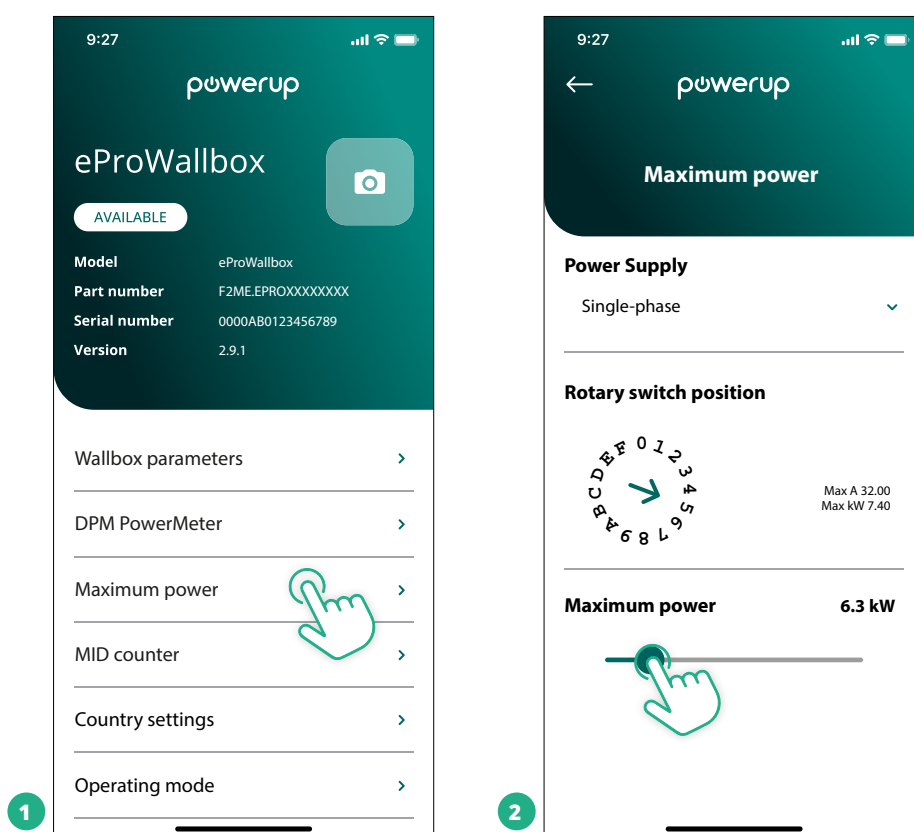 9:27
powerup
eProWallbox
AVAILABLE
Model eProWallbox
Part number F2ME.EPROXXXXXXXX
Serial number 0000AB0123456789
Version 2.9.1
Wallbox parameters
DPM PowerMeter
Maximum power
MID counter
Country settings
Operating mode
1
9:27
powerup
Maximum power
Power Supply
Single-phase
Rotary switch position
0 1 2 3 4 5 6 7 8 9 A B C D E F
Max A 32.00
Max kW 7.40
Maximum power 6.3 kW
2